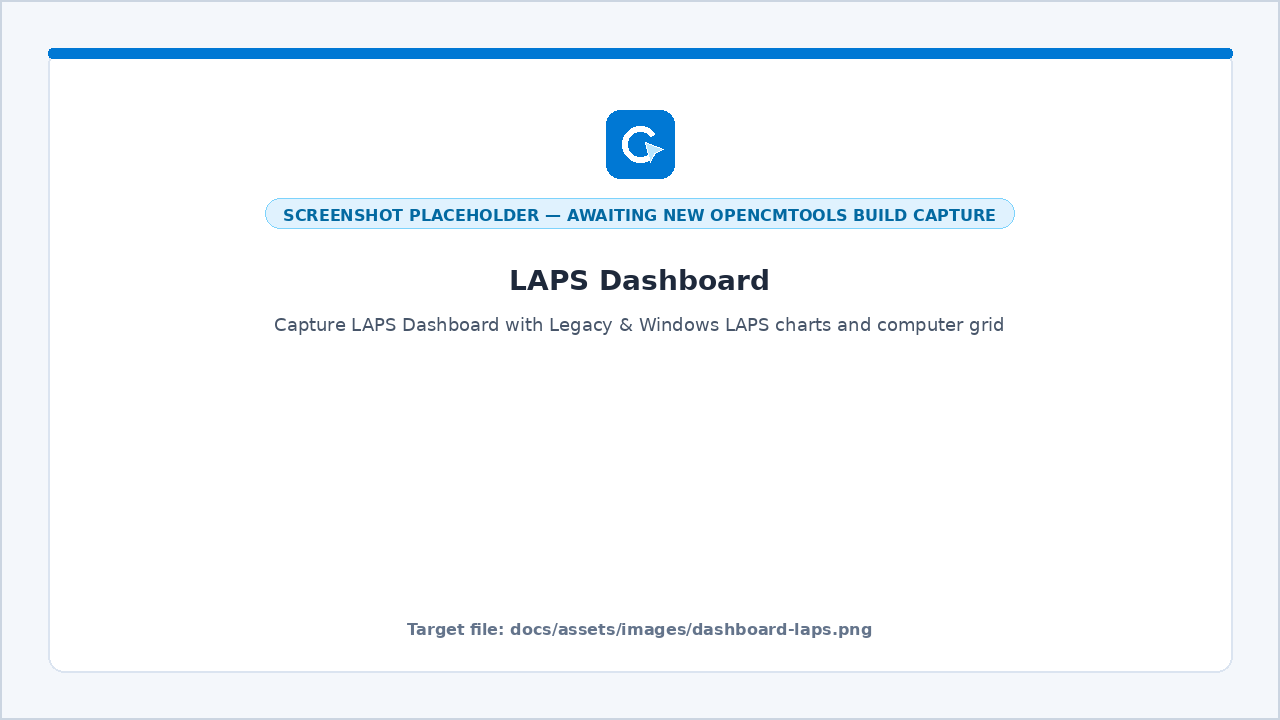 SCREENSHOT PLACEHOLDER — AWAITING NEW OPENCMTOOLS BUILD CAPTURE
LAPS Dashboard
Capture LAPS Dashboard with Legacy & Windows LAPS charts and computer grid
Target file: docs/assets/images/dashboard-laps.png